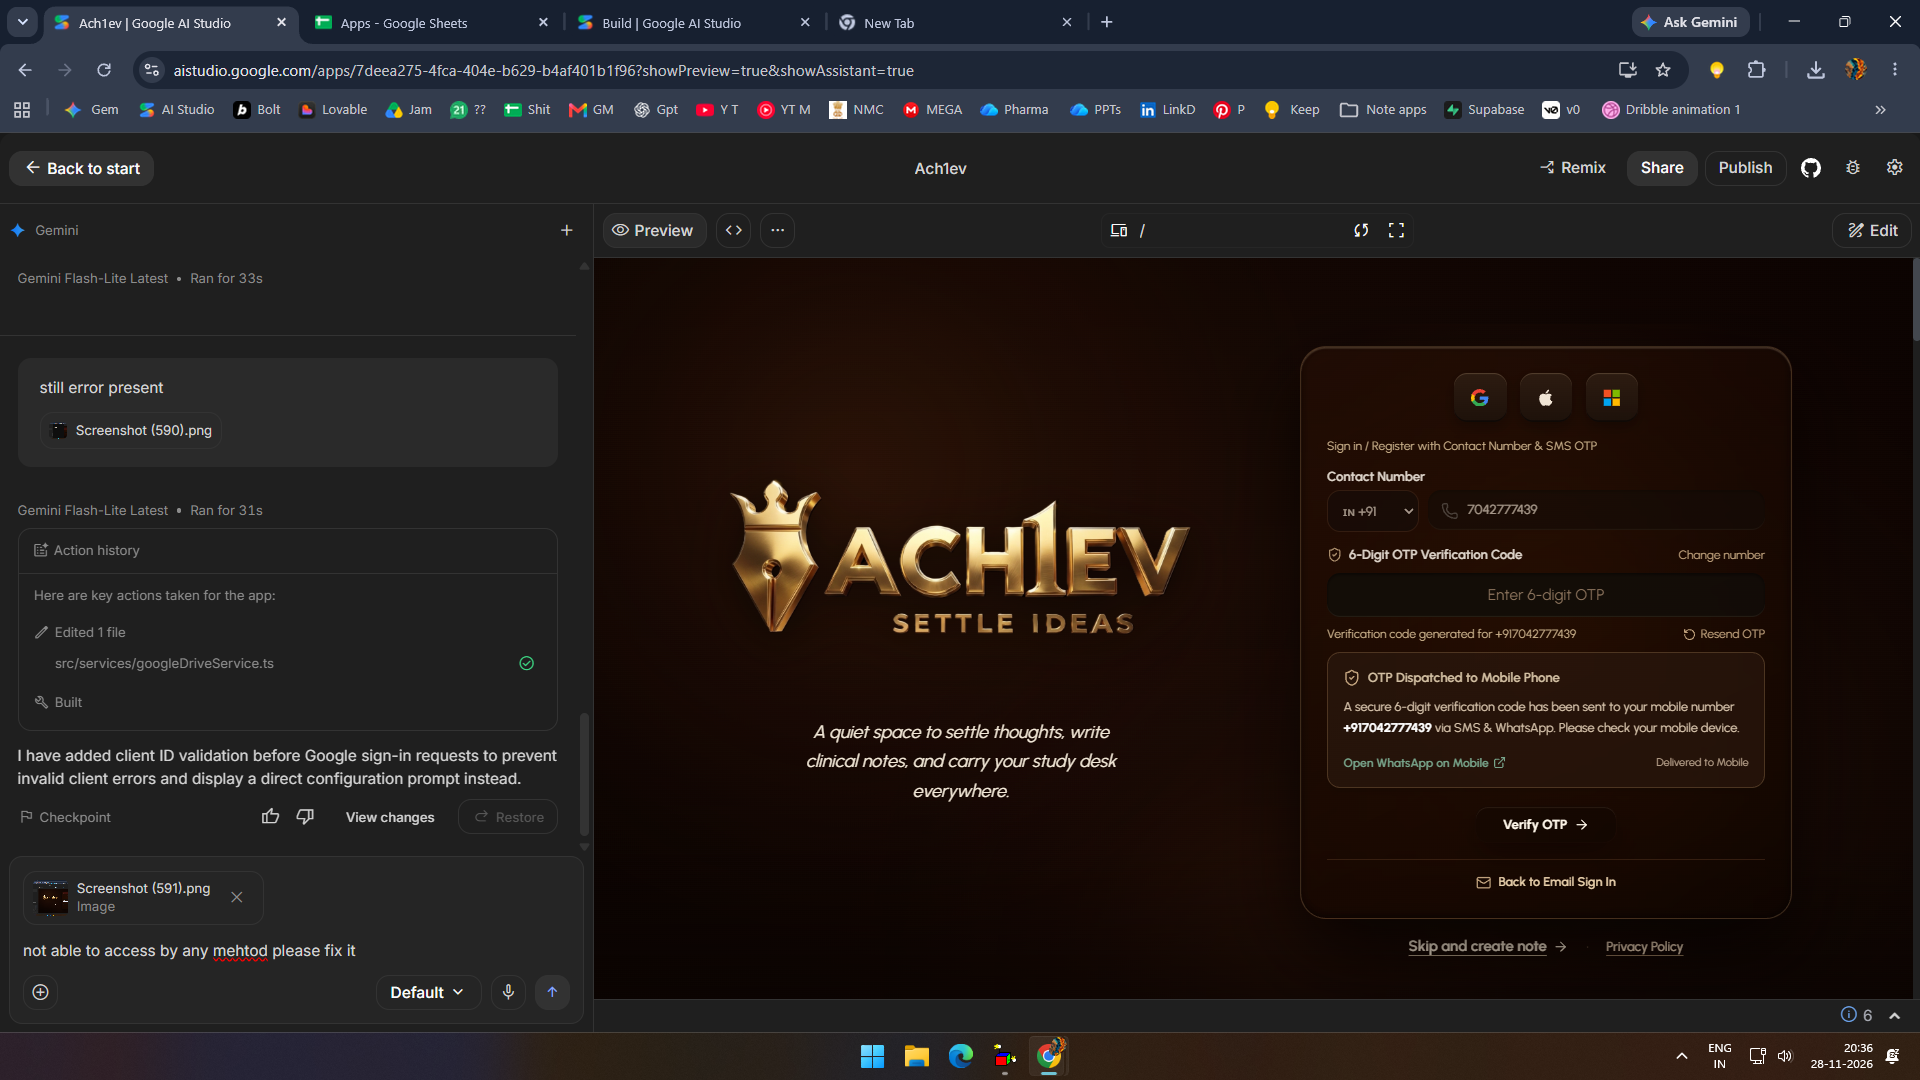 Ach1ev | Google AI Studio
Apps - Google Sheets
Build | Google AI Studio
New Tab
Ask Gemini
aistudio.google.com/apps/7deea275-4fca-404e-b629-b4af401b1f96?showPreview=true&showAssistant=true
Gem
AI Studio
b
Bolt
Lovable
Jam
21
??
Shit
GM
Gpt
Y T
YT M
NMC
MEGA
Pharma
PPTs
in
LinkD
P
Keep
Note apps
Supabase
v0
v0
Dribble animation 1
Back to start
Ach1ev
Remix
Share
Publish
Gemini
Preview
/
Edit
Gemini Flash-Lite Latest • Ran for 33s
still error present
Screenshot (590).png
Gemini Flash-Lite Latest • Ran for 31s
Action history
Here are key actions taken for the app:
Edited 1 file
src/services/googleDriveService.ts
Built
I have added client ID validation before Google sign-in requests to prevent
invalid client errors and display a direct configuration prompt instead.
Checkpoint
View changes
Restore
Screenshot (591).png
Image
not able to access by any mehtod please fix it
Default
ACH1EV
SETTLE IDEAS
A quiet space to settle thoughts, write
clinical notes, and carry your study desk
everywhere.
Sign in / Register with Contact Number & SMS OTP
Contact Number
IN +91
7042777439
6-Digit OTP Verification Code
Change number
Enter 6-digit OTP
Verification code generated for +917042777439
Resend OTP
OTP Dispatched to Mobile Phone
A secure 6-digit verification code has been sent to your mobile number
+917042777439 via SMS & WhatsApp. Please check your mobile device.
Open WhatsApp on Mobile
Delivered to Mobile
Verify OTP
Back to Email Sign In
Skip and create note
Privacy Policy
6
ENG
IN
20:36
28-11-2026